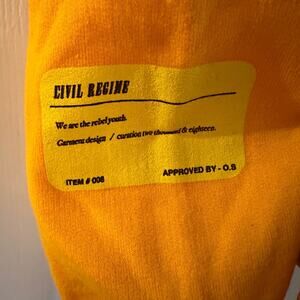 CIVIL REGIME
We are the rebel youth.
Garment design / curation two thousand & eighteen.
ITEM # 008
APPROVED BY - O.B